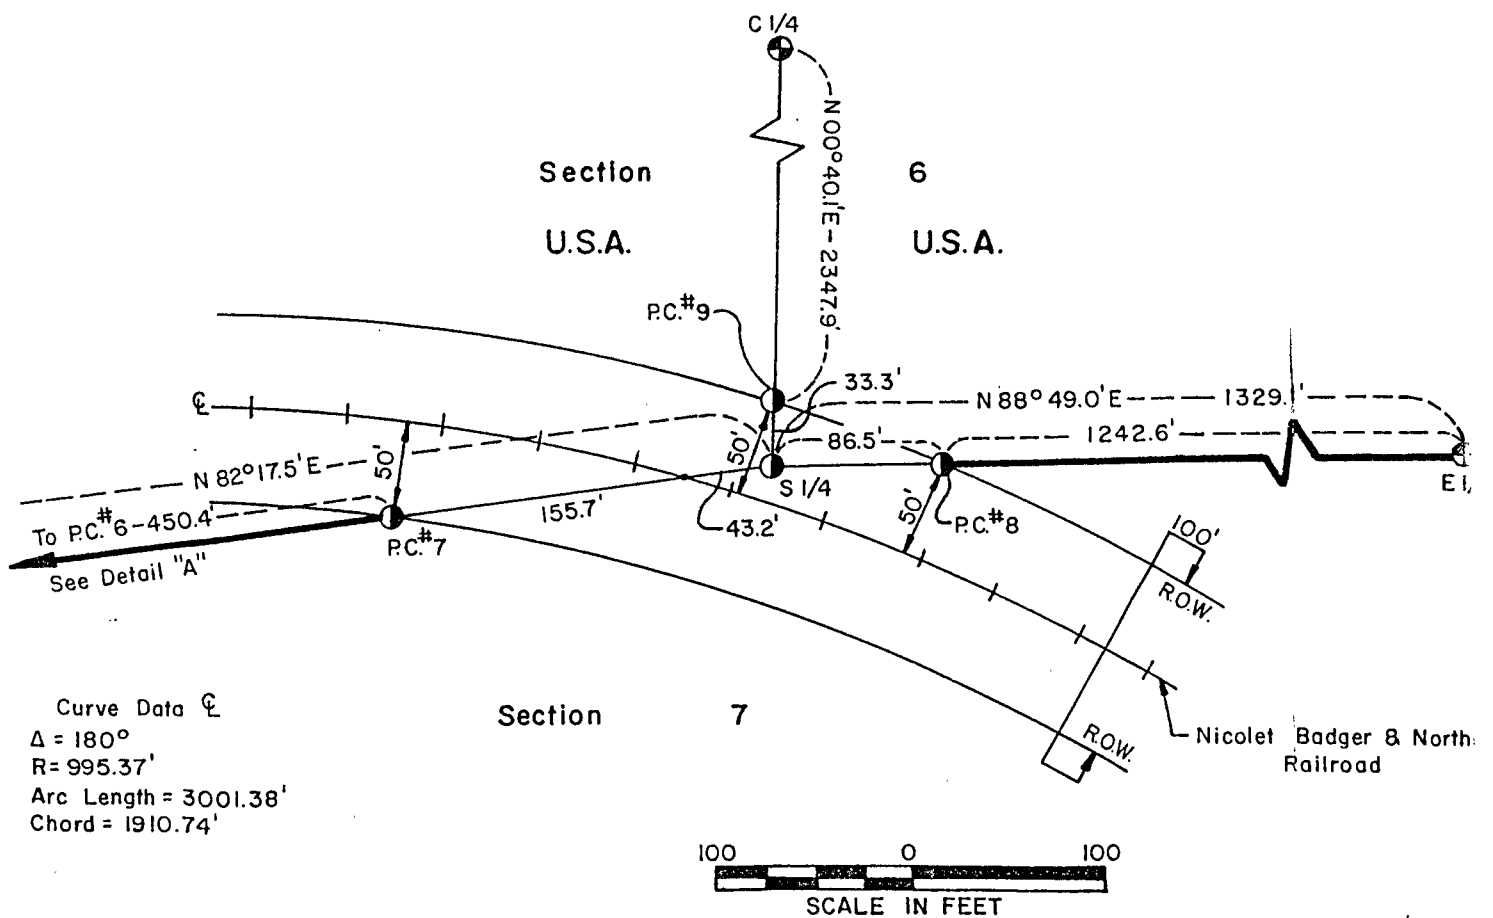 C 1/4
N 00° 40.1' E - 2347.9'
Section 6
U.S.A. U.S.A.
P.C.#9
33.3'
N 88° 49.0' E 1329.1'
℄
86.5'
1242.6'
50'
50'
50'
N 82° 17.5' E
S 1/4
E 1/
155.7'
43.2'
P.C.#8
To P.C.#6-450.4'
P.C.#7
See Detail "A"
100'
R.O.W.
R.O.W.
Curve Data ℄
Δ = 180°
R = 995.37'
Arc Length = 3001.38'
Chord = 1910.74'
Section 7
Nicolet Badger & North
Railroad
100 0 100
SCALE IN FEET